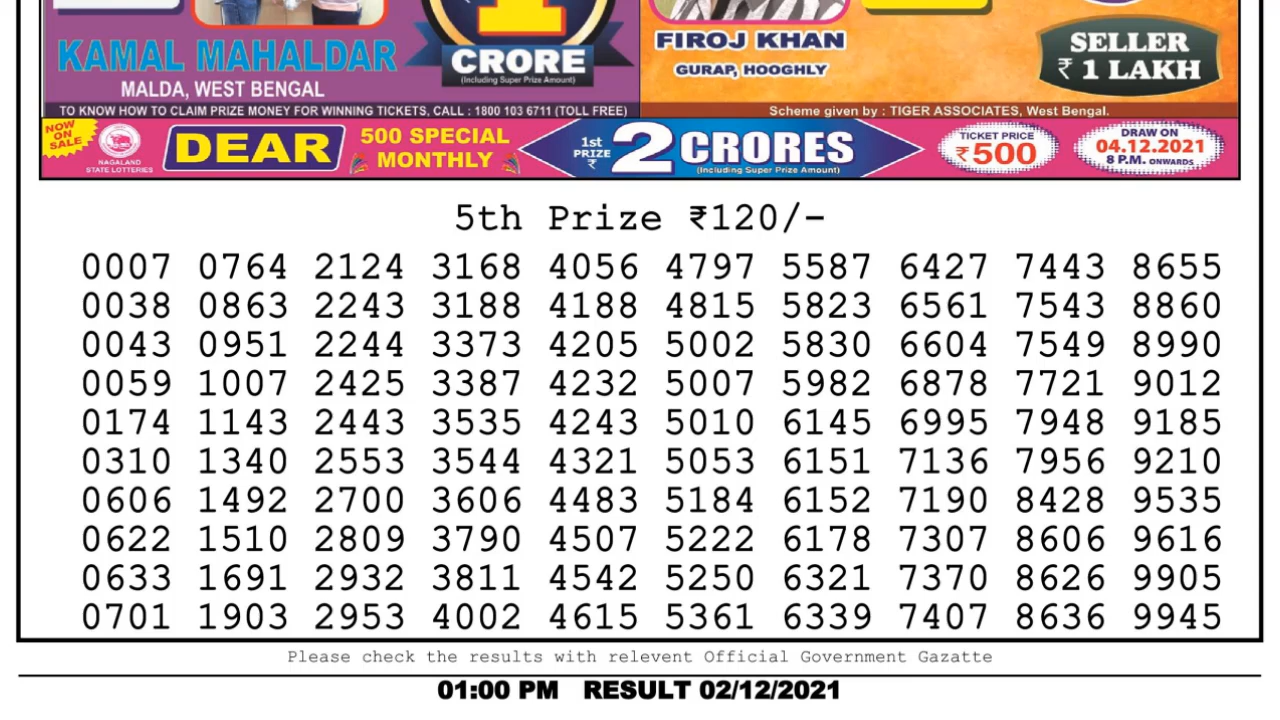 1
CRORE
(Including Super Prize Amount)
KAMAL MAHALDAR
MALDA, WEST BENGAL
FIROJ KHAN
GURAP, HOOGHLY
SELLER
₹ 1 LAKH
TO KNOW HOW TO CLAIM PRIZE MONEY FOR WINNING TICKETS, CALL : 1800 103 6711 (TOLL FREE)
Scheme given by : TIGER ASSOCIATES, West Bengal.
NOW
ON
SALE
NAGALAND
STATE LOTTERIES
DEAR
500 SPECIAL
MONTHLY
1st
PRIZE
₹
2 CRORES
(Including Super Prize Amount)
TICKET PRICE
₹500
DRAW ON
04.12.2021
8 P.M. ONWARDS
5th Prize ₹120/-
0007 0764 2124 3168 4056 4797 5587 6427 7443 8655
0038 0863 2243 3188 4188 4815 5823 6561 7543 8860
0043 0951 2244 3373 4205 5002 5830 6604 7549 8990
0059 1007 2425 3387 4232 5007 5982 6878 7721 9012
0174 1143 2443 3535 4243 5010 6145 6995 7948 9185
0310 1340 2553 3544 4321 5053 6151 7136 7956 9210
0606 1492 2700 3606 4483 5184 6152 7190 8428 9535
0622 1510 2809 3790 4507 5222 6178 7307 8606 9616
0633 1691 2932 3811 4542 5250 6321 7370 8626 9905
0701 1903 2953 4002 4615 5361 6339 7407 8636 9945
Please check the results with relevent Official Government Gazatte
01:00 PM RESULT 02/12/2021